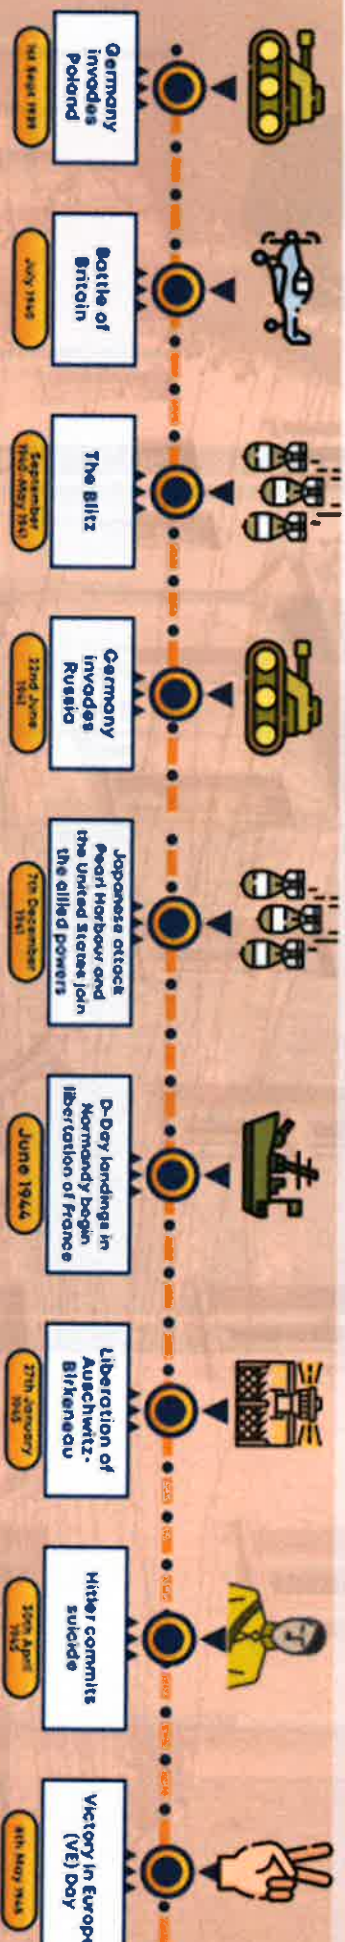 Germany
invades
Poland
1st Sept 1939
Battle of
Britain
July 1940
The Blitz
September
1940-May 1941
Germany
invades
Russia
22nd June
1941
Japanese attack
Pearl Harbour and
the United States join
the allied powers
7th December
1941
D-Day landings in
Normandy begin
liberation of France
June 1944
Liberation of
Auschwitz-
Birkeneau
27th January
1945
Hitler commits
suicide
30th April
1945
Victory in Europe
(VE) Day
8th May 1945